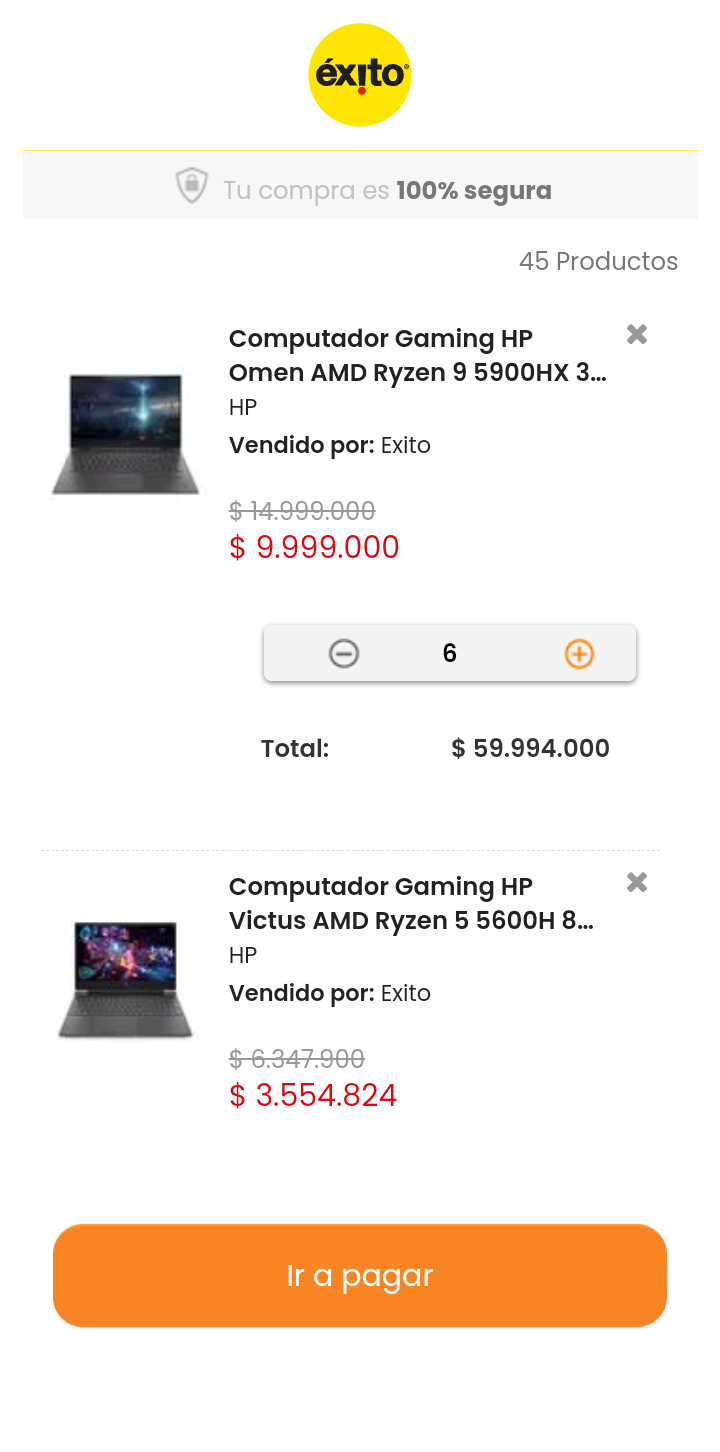 éxito
Tu compra es 100% segura
45 Productos
Computador Gaming HP
Omen AMD Ryzen 9 5900HX 3...
HP
Vendido por: Exito
$ 14.999.000
$ 9.999.000
6
Total: $ 59.994.000
Computador Gaming HP
Victus AMD Ryzen 5 5600H 8...
HP
Vendido por: Exito
$ 6.347.900
$ 3.554.824
Ir a pagar